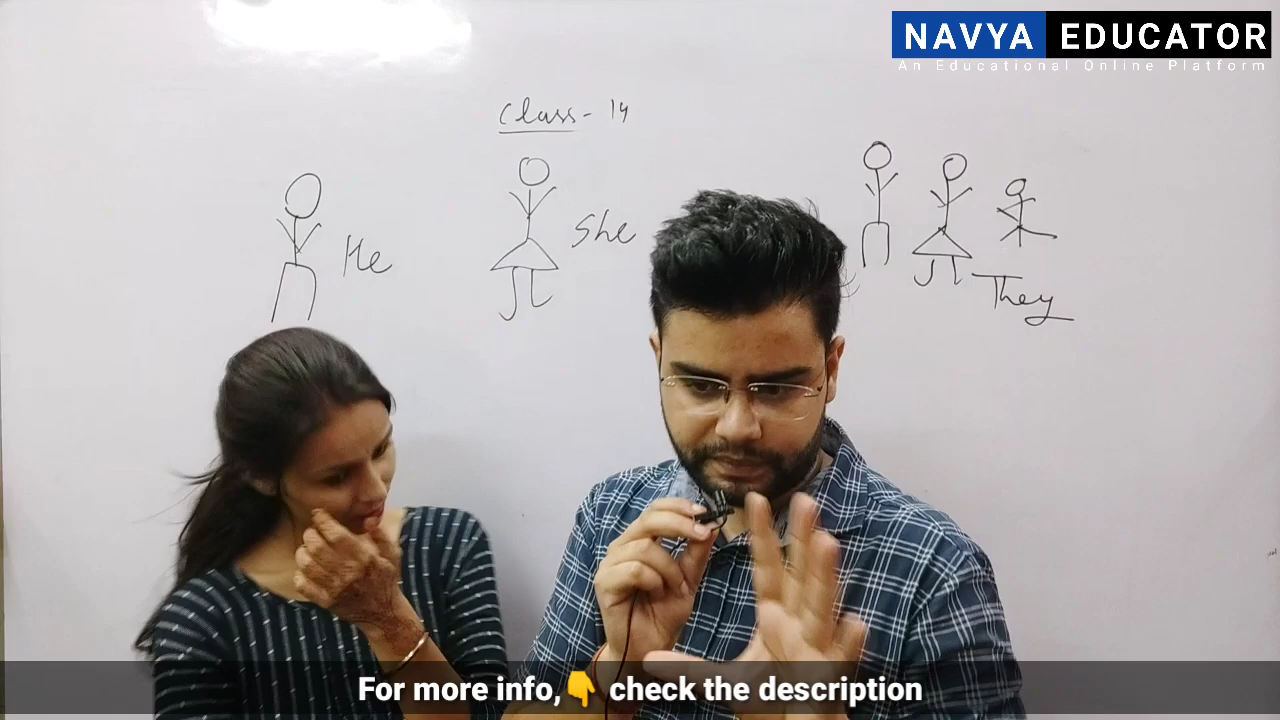 NAVYA EDUCATOR
An Educational Online Platform
Class - 14
He
She
They
For more info,👇 check the description